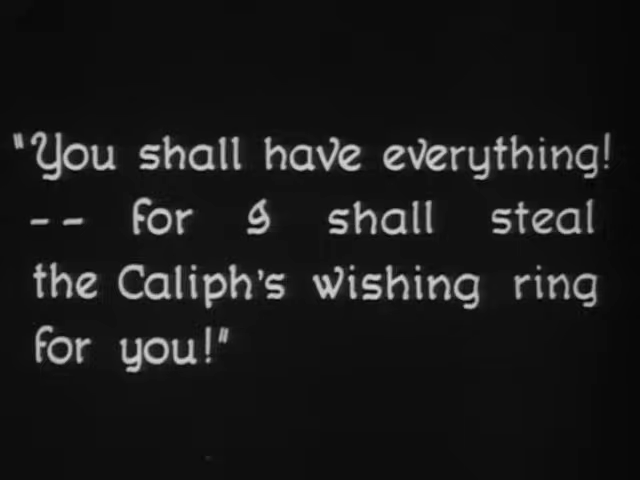 "You shall have everything!
-- for I shall steal
the Caliph's wishing ring
for you!"